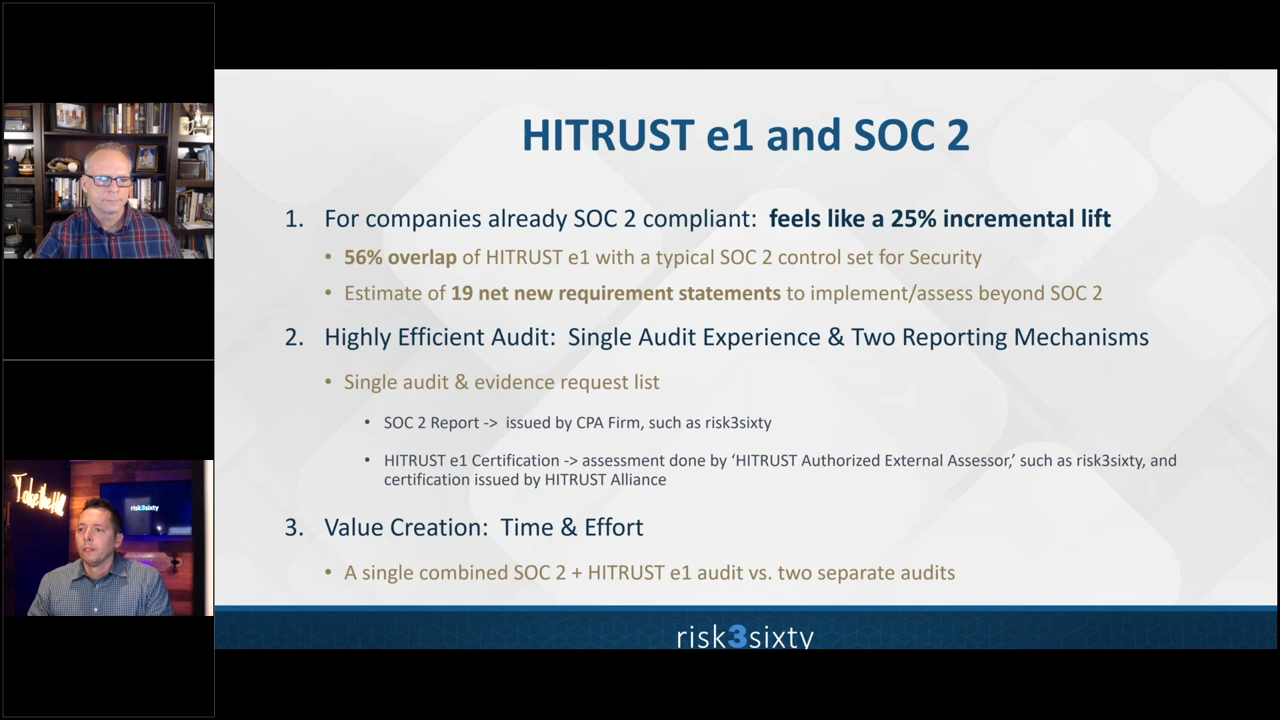 HITRUST e1 and SOC 2
1. For companies already SOC 2 compliant: feels like a 25% incremental lift
• 56% overlap of HITRUST e1 with a typical SOC 2 control set for Security
• Estimate of 19 net new requirement statements to implement/assess beyond SOC 2
2. Highly Efficient Audit: Single Audit Experience & Two Reporting Mechanisms
• Single audit & evidence request list
• SOC 2 Report -> issued by CPA Firm, such as risk3sixty
• HITRUST e1 Certification -> assessment done by ‘HITRUST Authorized External Assessor,’ such as risk3sixty, and
certification issued by HITRUST Alliance
3. Value Creation: Time & Effort
• A single combined SOC 2 + HITRUST e1 audit vs. two separate audits
risk3sixty
Take the Hill
risk3sixty